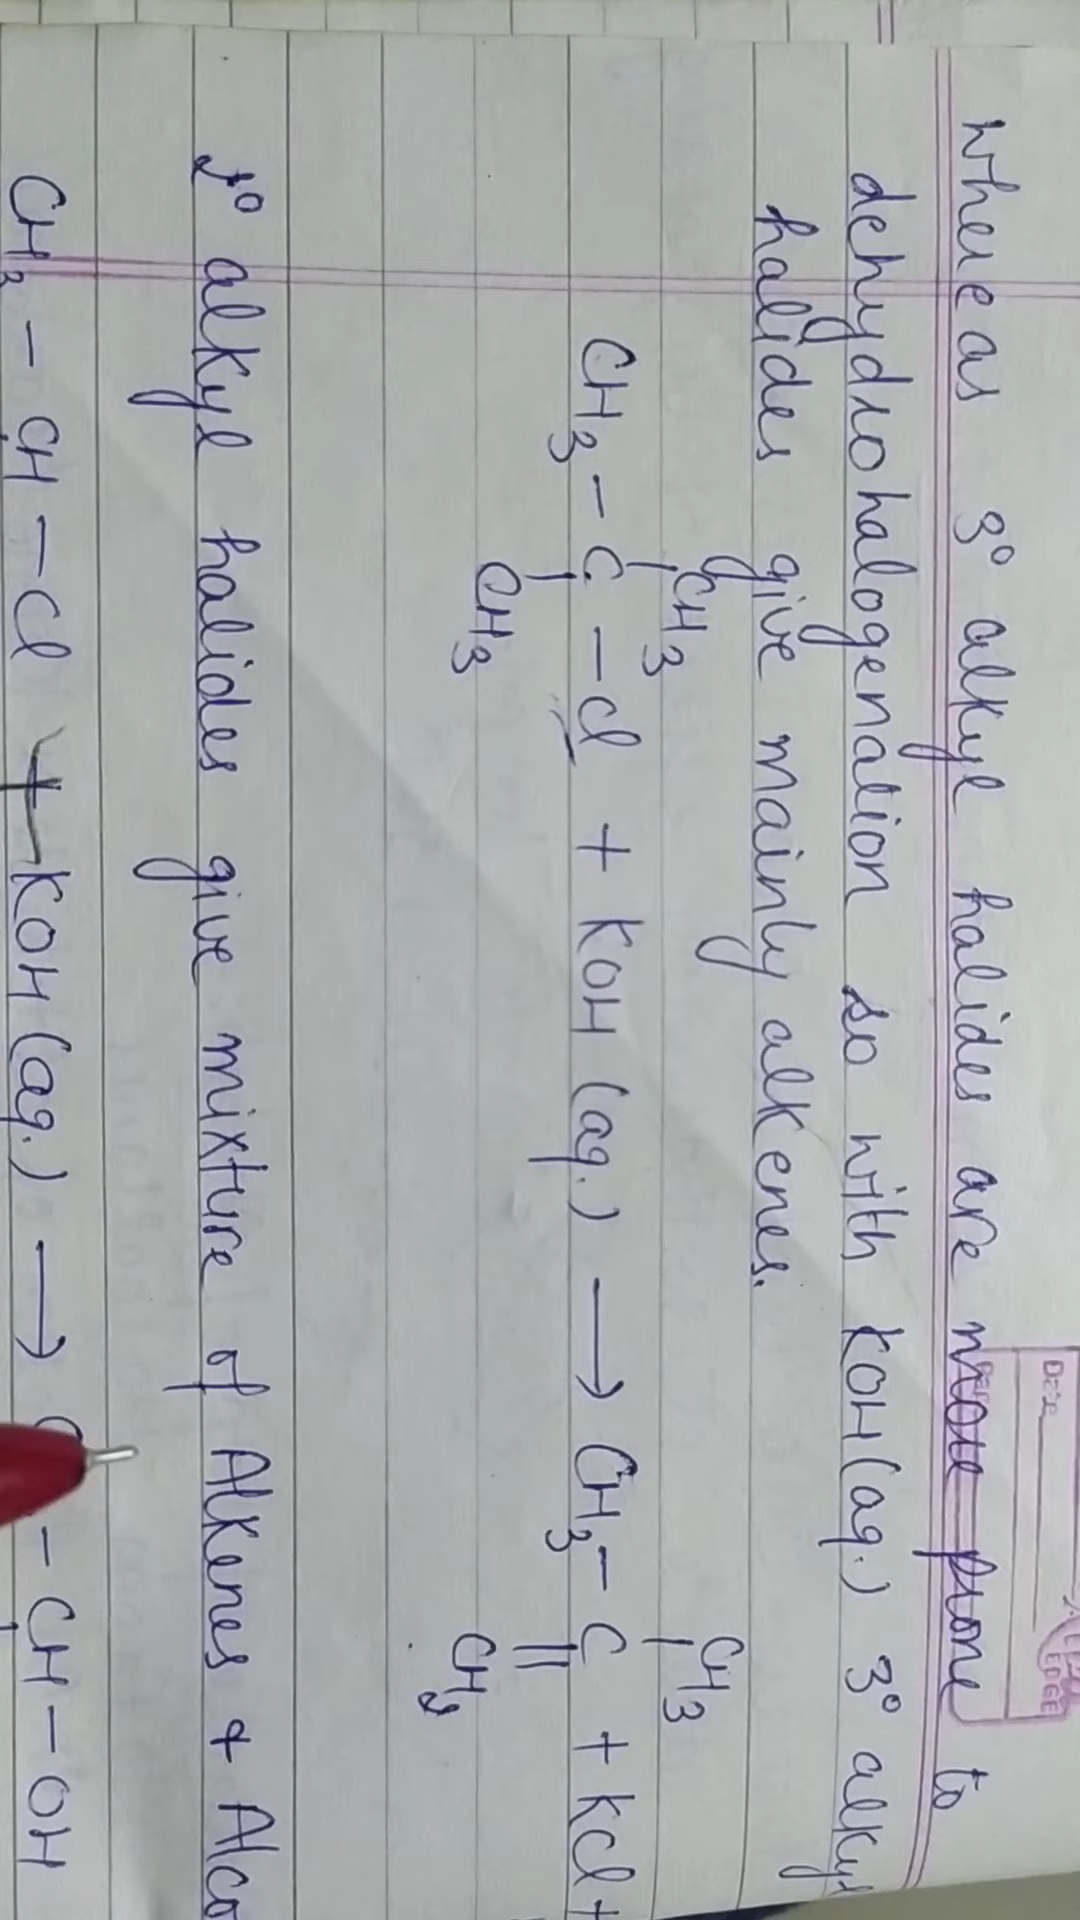 Date
EDGE
whereas 3° alkyl halides are more prone to
dehydrohalogenation so with KOH(aq.) 3° alkyl
halides give mainly alkenes.
CH3
CH3 - C - Cl + KOH (aq.) ⟶ CH3 - C + KCl +
CH3
CH3
CH2
2° alkyl halides give mixture of Alkenes & Alco
CH3 - CH - Cl + KOH (aq.) ⟶ - CH - OH